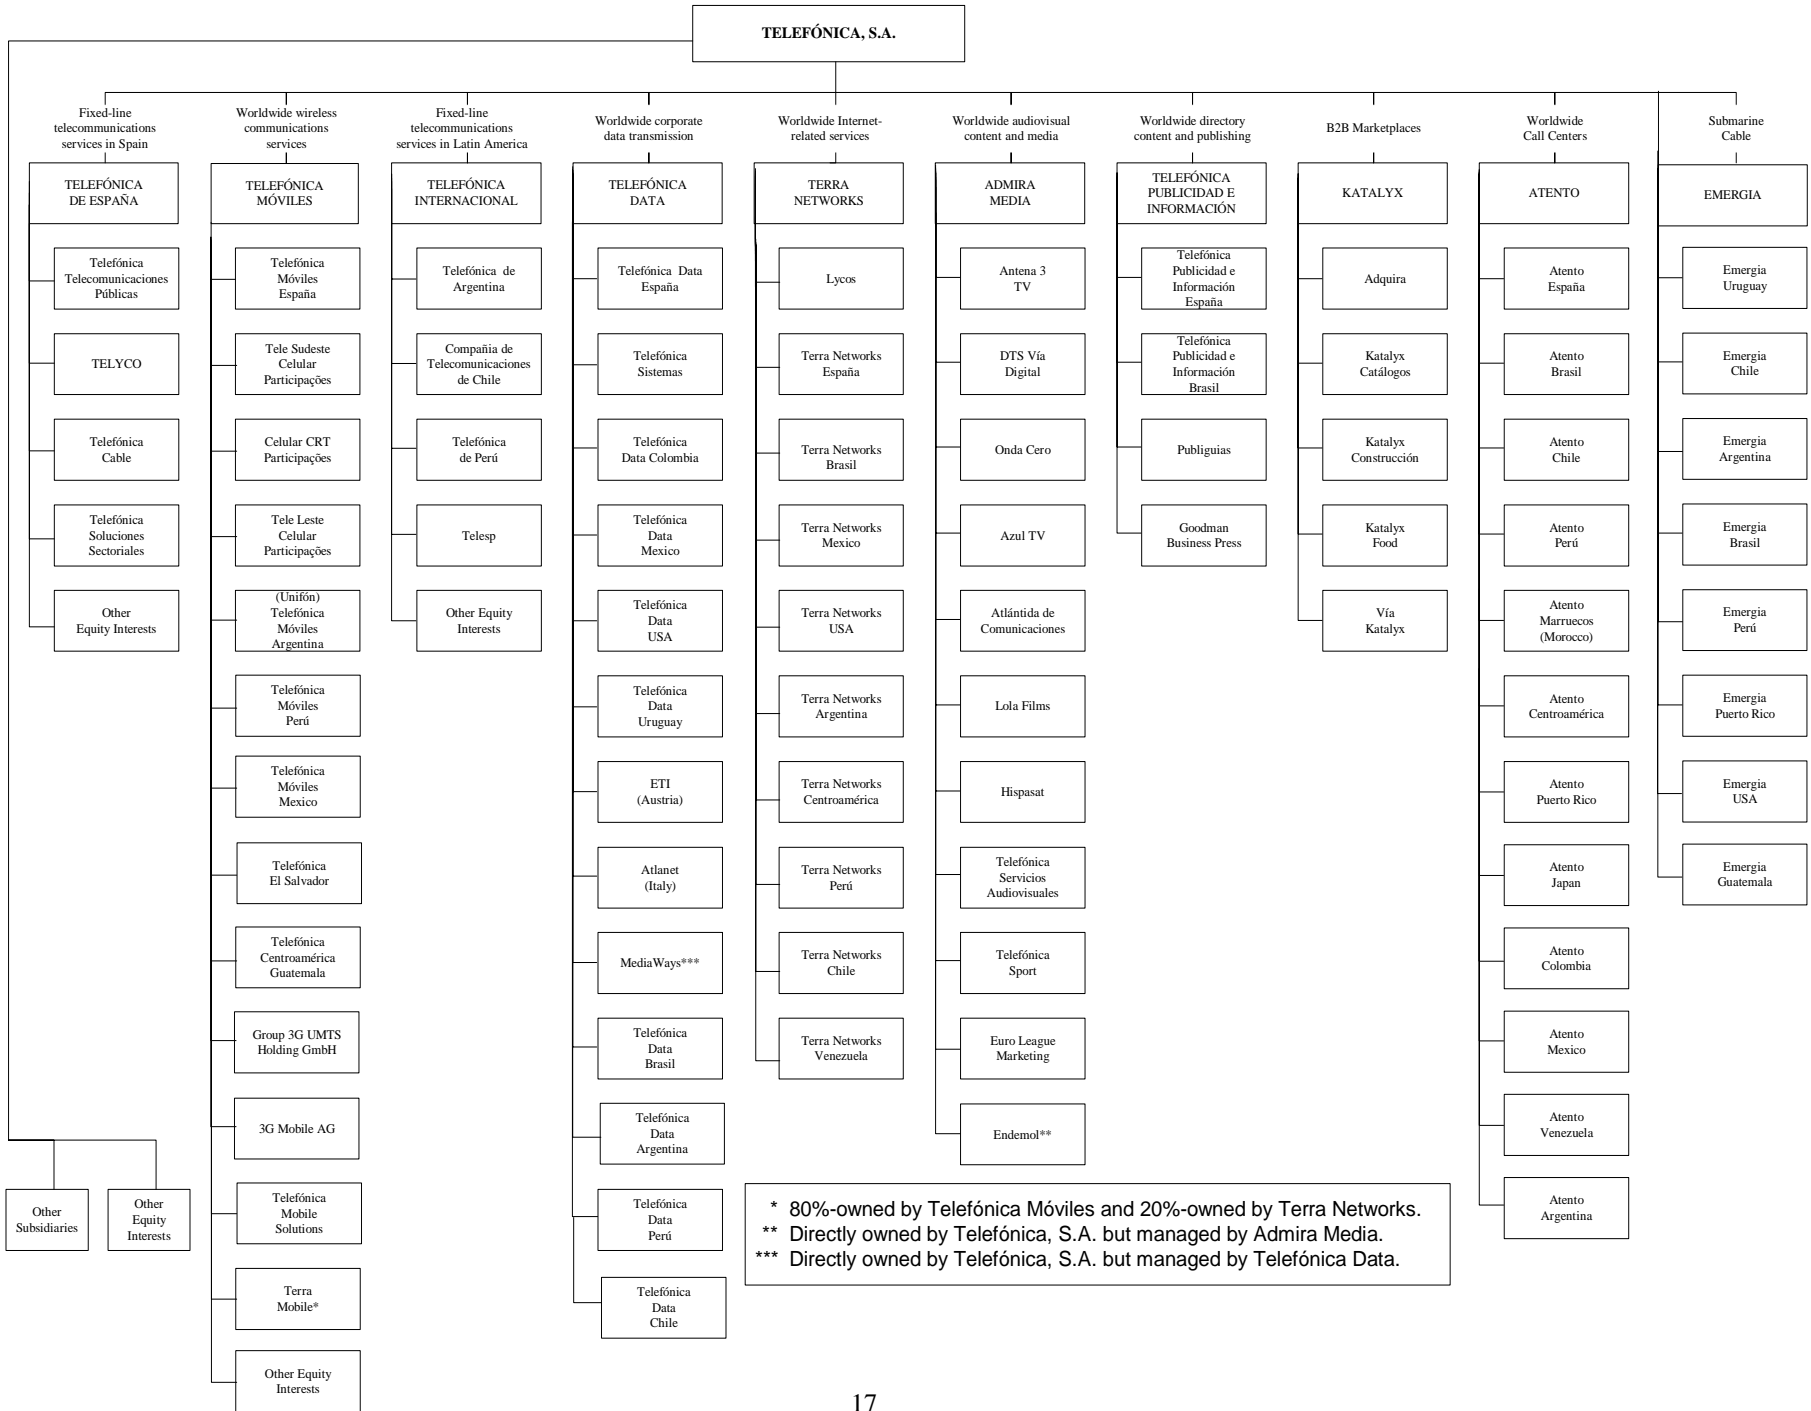 TELEFÓNICA, S.A.
Fixed-line
telecommunications
services in Spain
TELEFÓNICA
DE ESPAÑA
Telefónica
Telecomunicaciones
Públicas
TELYCO
Telefónica
Cable
Telefónica
Soluciones
Sectoriales
Other
Equity Interests
Worldwide wireless
communications
services
TELEFÓNICA
MÓVILES
Telefónica
Móviles
España
Tele Sudeste
Celular
Participações
Celular CRT
Participações
Tele Leste
Celular
Participações
(Unifón)
Telefónica
Móviles
Argentina
Telefónica
Móviles
Perú
Telefónica
Móviles
Mexico
Telefónica
El Salvador
Telefónica
Centroamérica
Guatemala
Group 3G UMTS
Holding GmbH
3G Mobile AG
Telefónica
Mobile
Solutions
Terra
Mobile*
Other Equity
Interests
Fixed-line
telecommunications
services in Latin America
TELEFÓNICA
INTERNACIONAL
Telefónica de
Argentina
Compañia de
Telecomunicaciones
de Chile
Telefónica
de Perú
Telesp
Other Equity
Interests
Worldwide corporate
data transmission
TELEFÓNICA
DATA
Telefónica Data
España
Telefónica
Sistemas
Telefónica
Data Colombia
Telefónica
Data
Mexico
Telefónica
Data
USA
Telefónica
Data
Uruguay
ETI
(Austria)
Atlanet
(Italy)
MediaWays***
Telefónica
Data
Brasil
Telefónica
Data
Argentina
Telefónica
Data
Perú
Telefónica
Data
Chile
Worldwide Internet-
related services
TERRA
NETWORKS
Lycos
Terra Networks
España
Terra Networks
Brasil
Terra Networks
Mexico
Terra Networks
USA
Terra Networks
Argentina
Terra Networks
Centroamérica
Terra Networks
Perú
Terra Networks
Chile
Terra Networks
Venezuela
Worldwide audiovisual
content and media
ADMIRA
MEDIA
Antena 3
TV
DTS Vía
Digital
Onda Cero
Azul TV
Atlántida de
Comunicaciones
Lola Films
Hispasat
Telefónica
Servicios
Audiovisuales
Telefónica
Sport
Euro League
Marketing
Endemol**
Worldwide directory
content and publishing
TELEFÓNICA
PUBLICIDAD E
INFORMACIÓN
Telefónica
Publicidad e
Información
España
Telefónica
Publicidad e
Información
Brasil
Publiguias
Goodman
Business Press
B2B Marketplaces
KATALYX
Adquira
Katalyx
Catálogos
Katalyx
Construcción
Katalyx
Food
Vía
Katalyx
Worldwide
Call Centers
ATENTO
Atento
España
Atento
Brasil
Atento
Chile
Atento
Perú
Atento
Marruecos
(Morocco)
Atento
Centroamérica
Atento
Puerto Rico
Atento
Japan
Atento
Colombia
Atento
Mexico
Atento
Venezuela
Atento
Argentina
Submarine
Cable
EMERGIA
Emergia
Uruguay
Emergia
Chile
Emergia
Argentina
Emergia
Brasil
Emergia
Perú
Emergia
Puerto Rico
Emergia
USA
Emergia
Guatemala
Other
Subsidiaries
Other
Equity
Interests
* 80%-owned by Telefónica Móviles and 20%-owned by Terra Networks.
** Directly owned by Telefónica, S.A. but managed by Admira Media.
*** Directly owned by Telefónica, S.A. but managed by Telefónica Data.
17